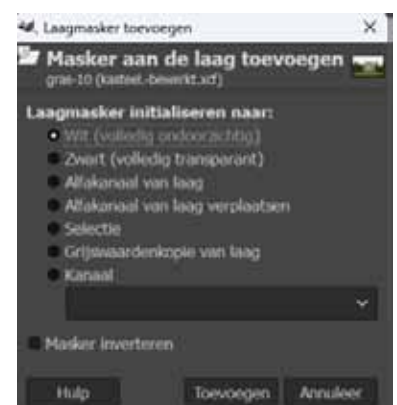 Laagmasker toevoegen
Masker aan de laag toevoegen
gras-10 (kasteel.-bewerkt.xcf)
Laagmasker initialiseren naar:
Wit (volledig ondoorzichtig)
Zwart (volledig transparant)
Alfakanaal van laag
Alfakanaal van laag verplaatsen
Selectie
Grijswaardenkopie van laag
Kanaal
Masker inverteren
Hulp Toevoegen Annuleer